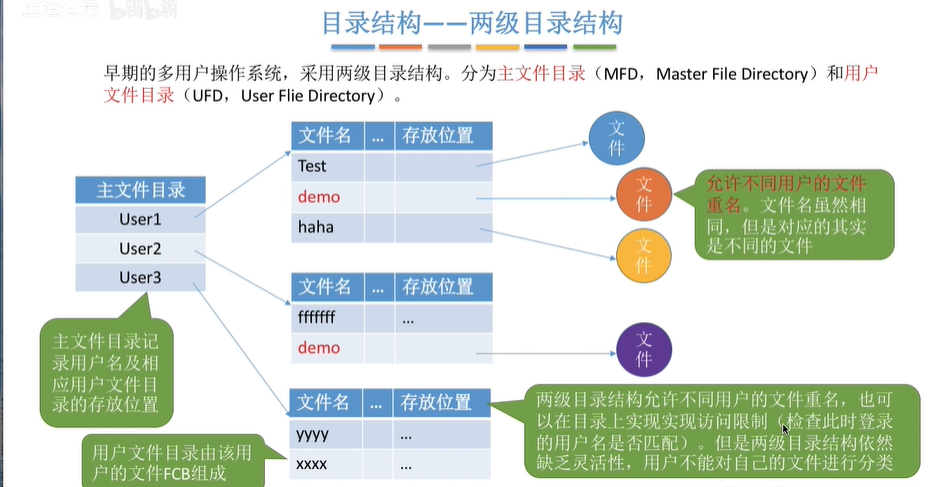 bilibili
目录结构——两级目录结构
早期的多用户操作系统，采用两级目录结构。分为主文件目录（MFD，Master File Directory）和用户
文件目录（UFD，User Flie Directory）。
主文件目录
User1
User2
User3
文件名 ... 存放位置
Test
demo
haha
文
件
文
件
文
件
允许不同用户的文件
重名。文件名虽然相
同，但是对应的其实
是不同的文件
文件名 ... 存放位置
fffffff ...
demo
文
件
主文件目录记
录用户名及相
应用户文件目
录的存放位置
文件名 ... 存放位置
yyyy ...
xxxx ...
用户文件目录由该用
户的文件FCB组成
两级目录结构允许不同用户的文件重名，也可
以在目录上实现实现访问限制（检查此时登录
的用户名是否匹配）。但是两级目录结构依然
缺乏灵活性，用户不能对自己的文件进行分类